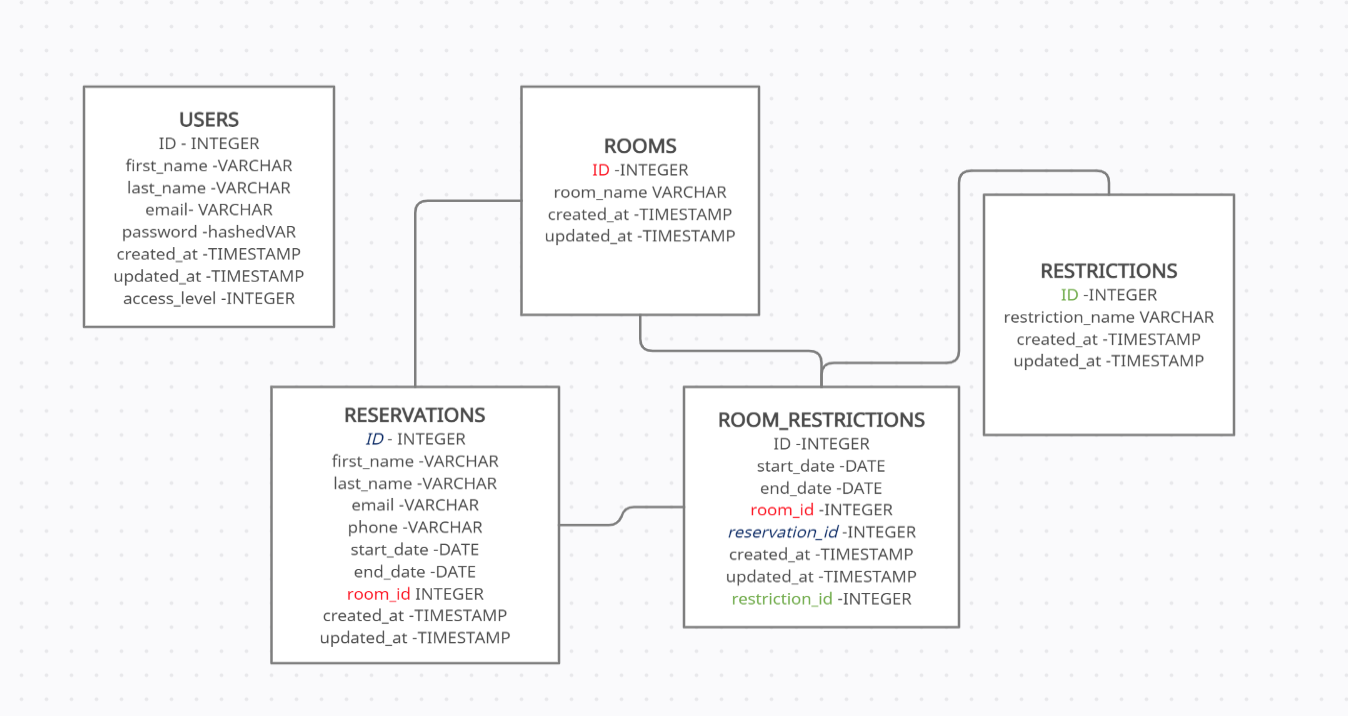 USERS
ID - INTEGER
first_name -VARCHAR
last_name -VARCHAR
email- VARCHAR
password -hashedVAR
created_at -TIMESTAMP
updated_at -TIMESTAMP
access_level -INTEGER
ROOMS
ID -INTEGER
room_name VARCHAR
created_at -TIMESTAMP
updated_at -TIMESTAMP
RESTRICTIONS
ID -INTEGER
restriction_name VARCHAR
created_at -TIMESTAMP
updated_at -TIMESTAMP
RESERVATIONS
ID - INTEGER
first_name -VARCHAR
last_name -VARCHAR
email -VARCHAR
phone -VARCHAR
start_date -DATE
end_date -DATE
room_id INTEGER
created_at -TIMESTAMP
updated_at -TIMESTAMP
ROOM_RESTRICTIONS
ID -INTEGER
start_date -DATE
end_date -DATE
room_id -INTEGER
reservation_id -INTEGER
created_at -TIMESTAMP
updated_at -TIMESTAMP
restriction_id -INTEGER